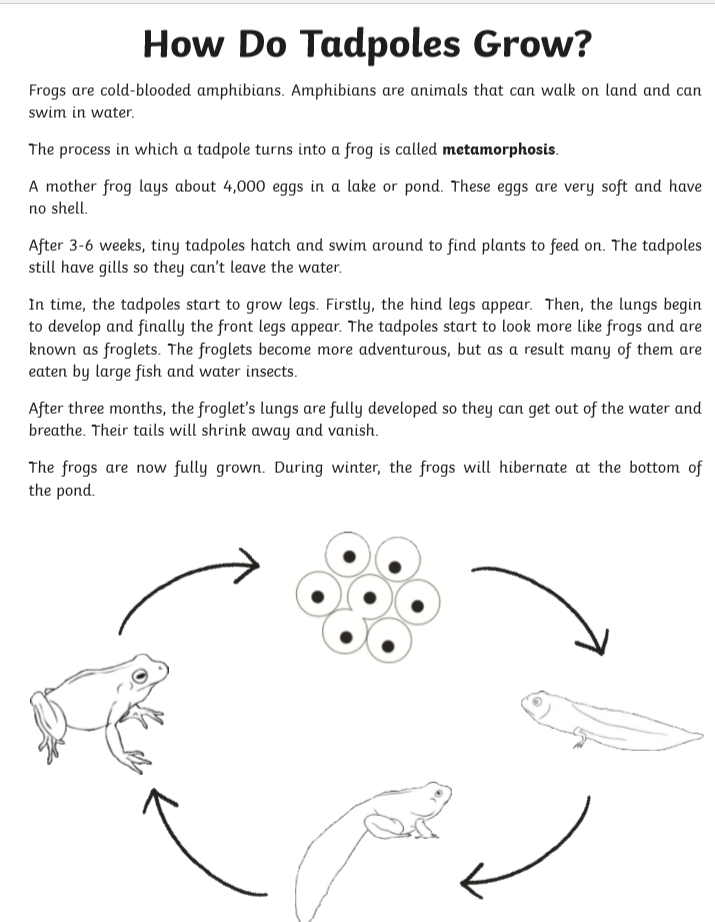 How Do Tadpoles Grow?
Frogs are cold-blooded amphibians. Amphibians are animals that can walk on land and can
swim in water.
The process in which a tadpole turns into a frog is called metamorphosis.
A mother frog lays about 4,000 eggs in a lake or pond. These eggs are very soft and have
no shell.
After 3-6 weeks, tiny tadpoles hatch and swim around to find plants to feed on. The tadpoles
still have gills so they can't leave the water.
In time, the tadpoles start to grow legs. Firstly, the hind legs appear. Then, the lungs begin
to develop and finally the front legs appear. The tadpoles start to look more like frogs and are
known as froglets. The froglets become more adventurous, but as a result many of them are
eaten by large fish and water insects.
After three months, the froglet's lungs are fully developed so they can get out of the water and
breathe. Their tails will shrink away and vanish.
The frogs are now fully grown. During winter, the frogs will hibernate at the bottom of
the pond.